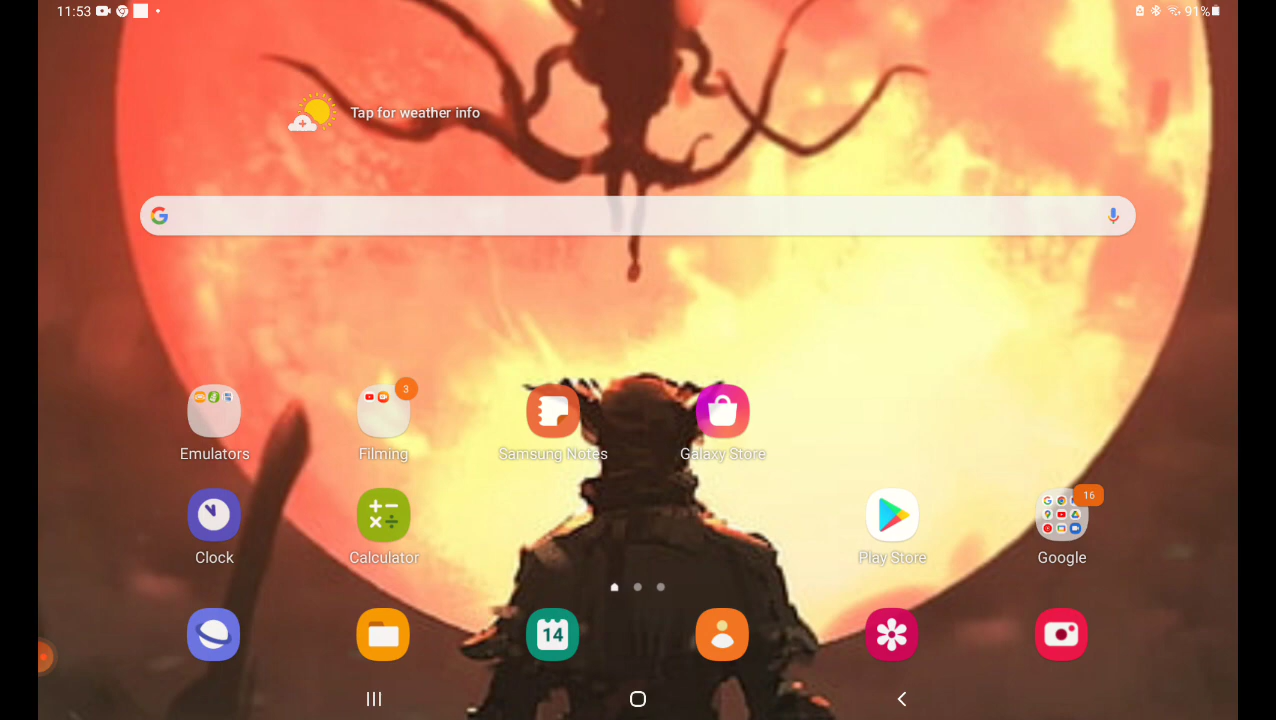 11:53
91%
Tap for weather info
3
Emulators
Filming
Samsung Notes
Galaxy Store
16
Clock
Calculator
Play Store
Google
14